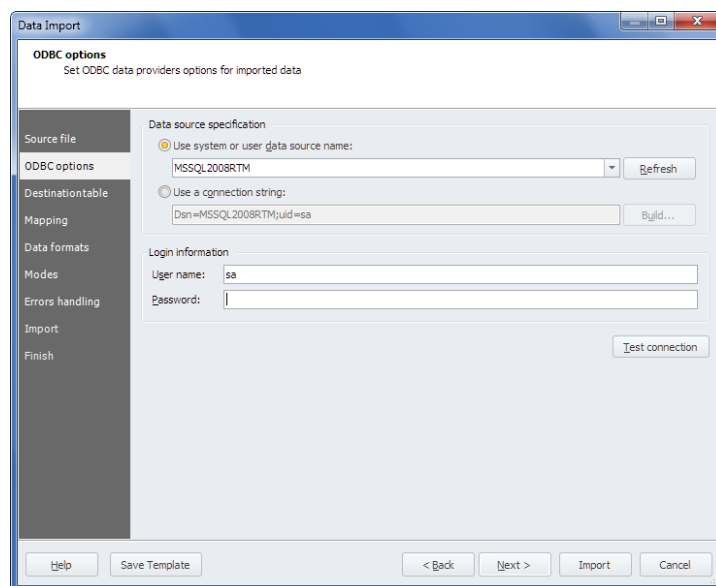 Data Import
ODBC options
Set ODBC data providers options for imported data
Source file
ODBC options
Destinationtable
Mapping
Data formats
Modes
Errors handling
Import
Finish
Data source specification
Use system or user data source name:
MSSQL2008RTM
Refresh
Use a connection string:
Dsn=MSSQL2008RTM;uid=sa
Build...
Login information
User name: sa
Password:
Test connection
Help Save Template < Back Next > Import Cancel